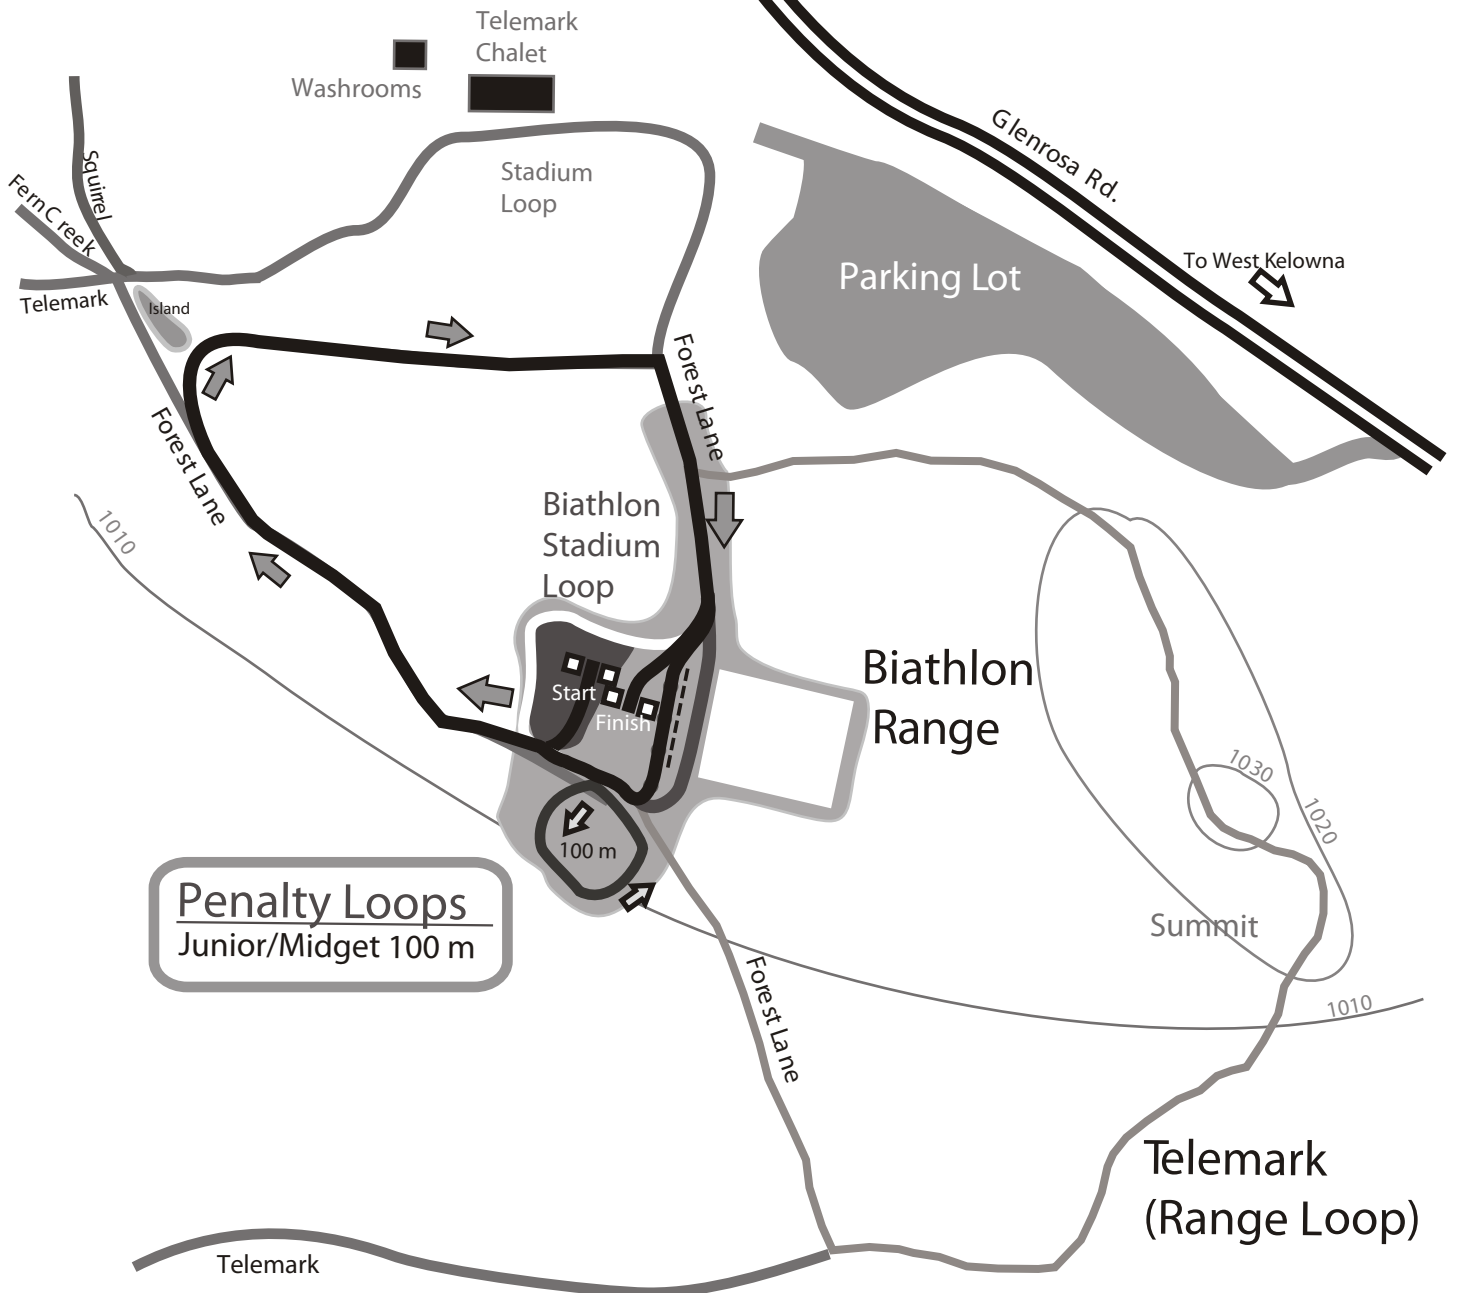 Telemark
Chalet
Washrooms
Glenrosa Rd.
Squirrel
Stadium
Loop
Fern Creek
To West Kelowna
Parking Lot
Telemark
Island
Forest Lane
Forest Lane
Biathlon
Stadium
Loop
1010
Biathlon
Range
Start
Finish
1030
1020
100 m
Penalty Loops
Junior/Midget 100 m
Summit
Forest Lane
1010
Telemark
(Range Loop)
Telemark